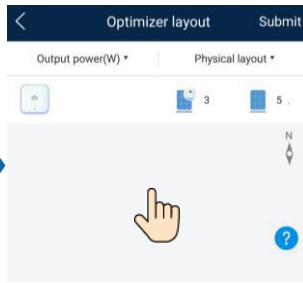 Optimizer layout Submit
Output power(W) Physical layout
3 5
N
?